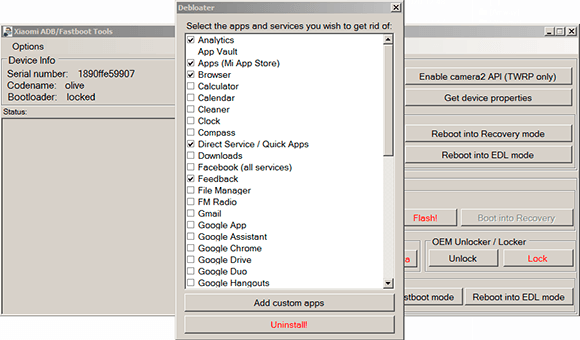 Xiaomi ADB/Fastboot Tools
Options
Device Info
Serial number: 1890ffe59907
Codename: olive
Bootloader: locked
Status:
Debloater
Select the apps and services you wish to get rid of:
Analytics
App Vault
Apps (Mi App Store)
Browser
Calculator
Calendar
Cleaner
Clock
Compass
Direct Service / Quick Apps
Downloads
Facebook (all services)
Feedback
File Manager
FM Radio
Gmail
Google App
Google Assistant
Google Chrome
Google Drive
Google Duo
Google Hangouts
Add custom apps
Uninstall!
Enable camera2 API (TWRP only)
Get device properties
Reboot into Recovery mode
Reboot into EDL mode
Flash!
Boot into Recovery
OEM Unlocker / Locker
a
Unlock
Lock
stboot mode
Reboot into EDL mode